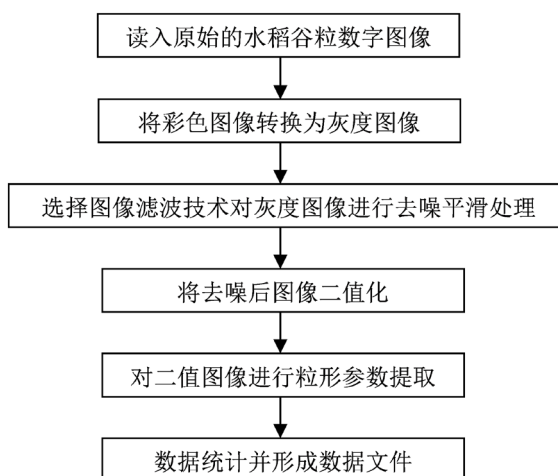 读入原始的水稻谷粒数字图像
将彩色图像转换为灰度图像
选择图像滤波技术对灰度图像进行去噪平滑处理
将去噪后图像二值化
对二值图像进行粒形参数提取
数据统计并形成数据文件